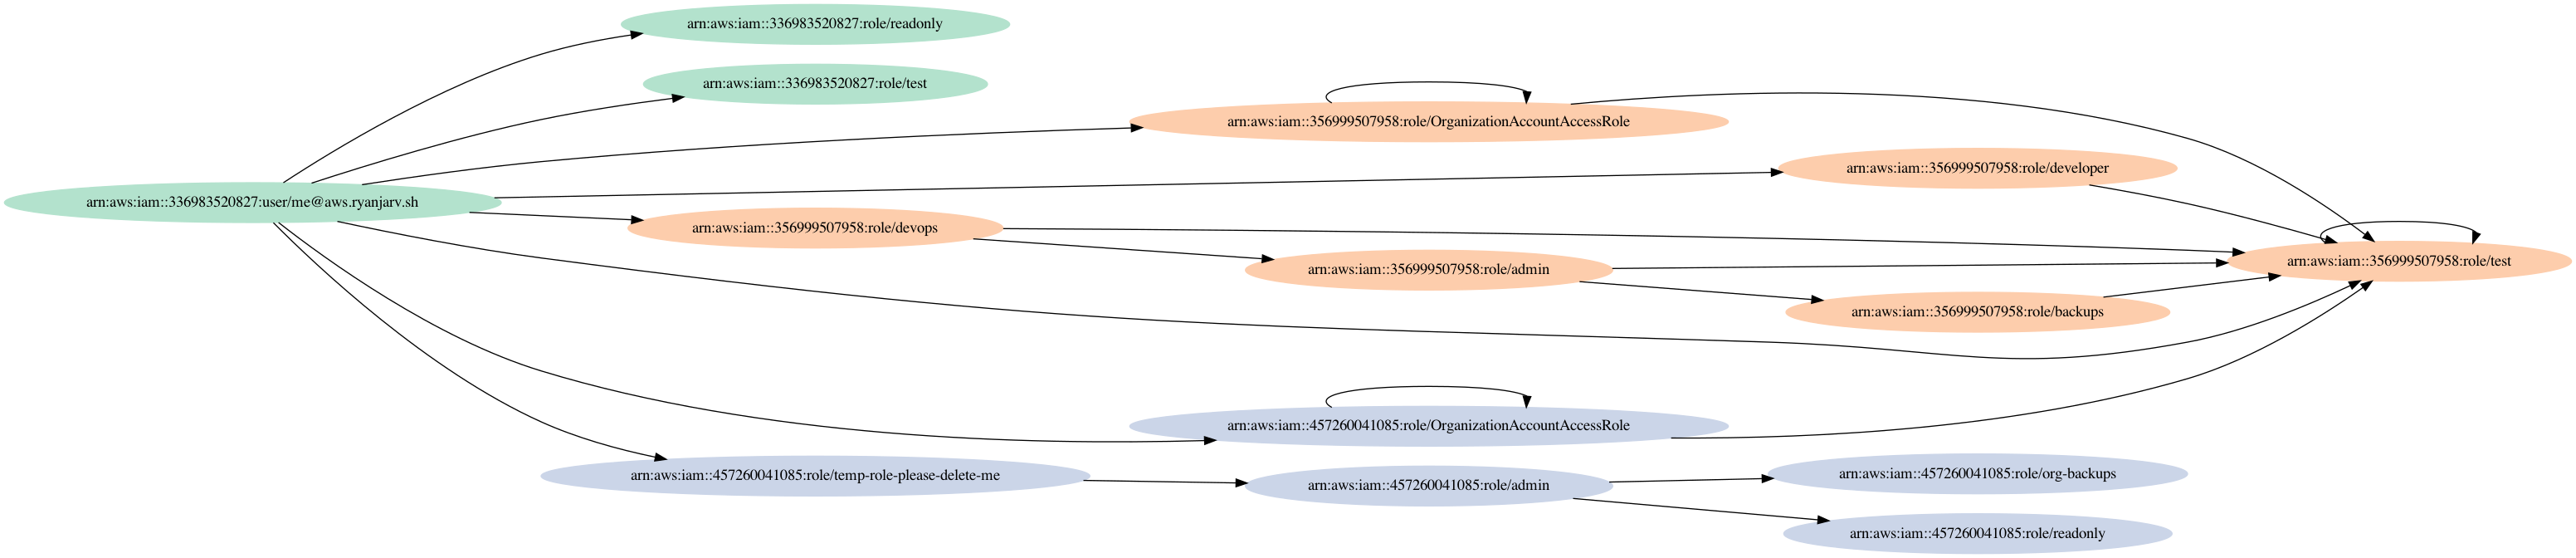 arn:aws:iam::336983520827:role/readonly
arn:aws:iam::336983520827:role/test
arn:aws:iam::356999507958:role/OrganizationAccountAccessRole
arn:aws:iam::356999507958:role/developer
arn:aws:iam::336983520827:user/me@aws.ryanjarv.sh
arn:aws:iam::356999507958:role/devops
arn:aws:iam::356999507958:role/test
arn:aws:iam::356999507958:role/admin
arn:aws:iam::356999507958:role/backups
arn:aws:iam::457260041085:role/OrganizationAccountAccessRole
arn:aws:iam::457260041085:role/temp-role-please-delete-me
arn:aws:iam::457260041085:role/org-backups
arn:aws:iam::457260041085:role/admin
arn:aws:iam::457260041085:role/readonly